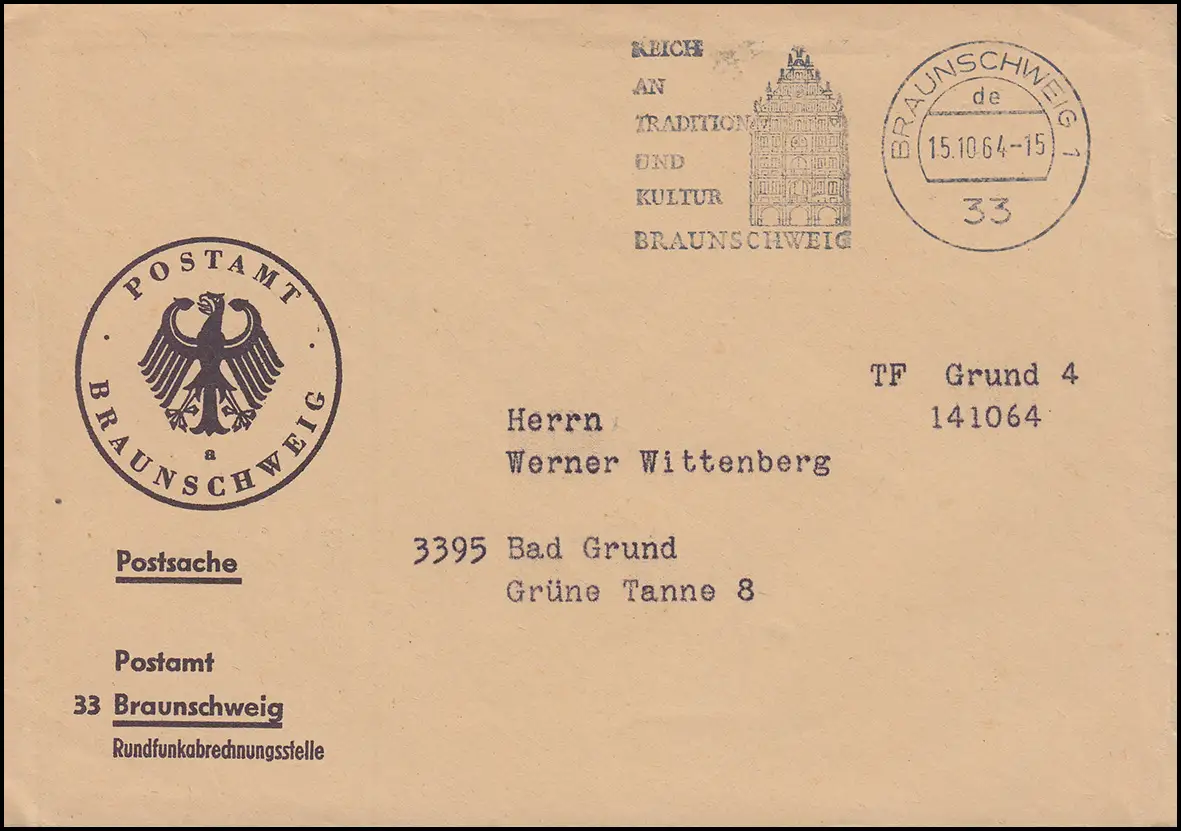 REICH
AN
TRADITION
UND
KULTUR
BRAUNSCHWEIG
BRAUNSCHWEIG 1
de
15.10.64-15
33
POSTAMT
BRAUNSCHWEIG
a
TF Grund 4
141064
Herrn
Werner Wittenberg
3395 Bad Grund
Grüne Tanne 8
Postsache
Postamt
33 Braunschweig
Rundfunkabrechnungsstelle